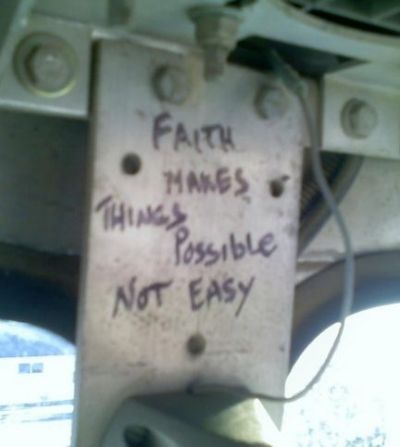 FAITH
MAKES
THINGS
POSSIBLE
NOT EASY